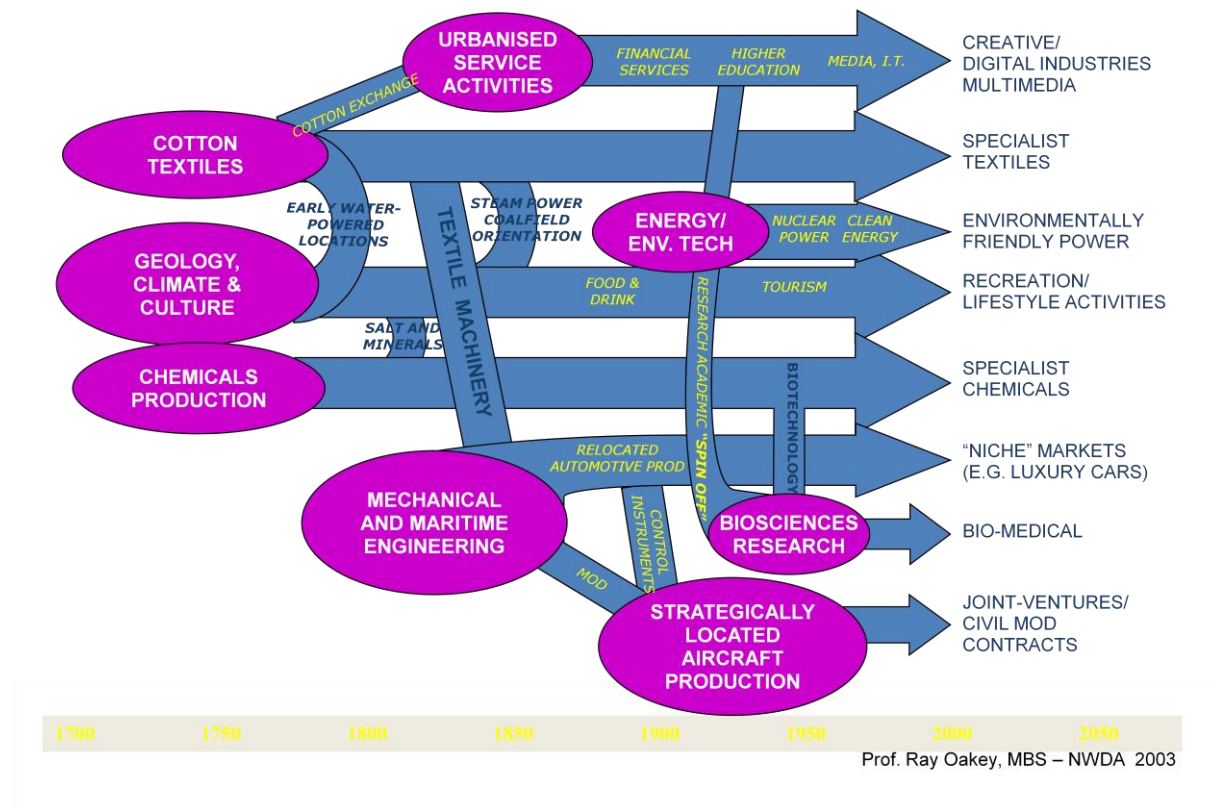 URBANISED
SERVICE
ACTIVITIES
FINANCIAL
SERVICES
HIGHER
EDUCATION
MEDIA, I.T.
CREATIVE/
DIGITAL INDUSTRIES
MULTIMEDIA
COTTON EXCHANGE
COTTON
TEXTILES
SPECIALIST
TEXTILES
EARLY WATER-
POWERED
LOCATIONS
TEXTILE MACHINERY
STEAM POWER
COALFIELD
ORIENTATION
ENERGY/
ENV. TECH
NUCLEAR
POWER
CLEAN
ENERGY
ENVIRONMENTALLY
FRIENDLY POWER
GEOLOGY,
CLIMATE &
CULTURE
FOOD &
DRINK
TOURISM
RECREATION/
LIFESTYLE ACTIVITIES
SALT AND
MINERALS
RESEARCH ACADEMIC “SPIN OFF”
CHEMICALS
PRODUCTION
BIOTECHNOLOGY
SPECIALIST
CHEMICALS
RELOCATED
AUTOMOTIVE PROD
“NICHE” MARKETS
(E.G. LUXURY CARS)
MECHANICAL
AND MARITIME
ENGINEERING
CONTROL
INSTRUMENTS
BIOSCIENCES
RESEARCH
BIO-MEDICAL
MOD
STRATEGICALLY
LOCATED
AIRCRAFT
PRODUCTION
JOINT-VENTURES/
CIVIL MOD
CONTRACTS
1700 1750 1800 1850 1900 1950 2000 2050
Prof. Ray Oakey, MBS – NWDA 2003